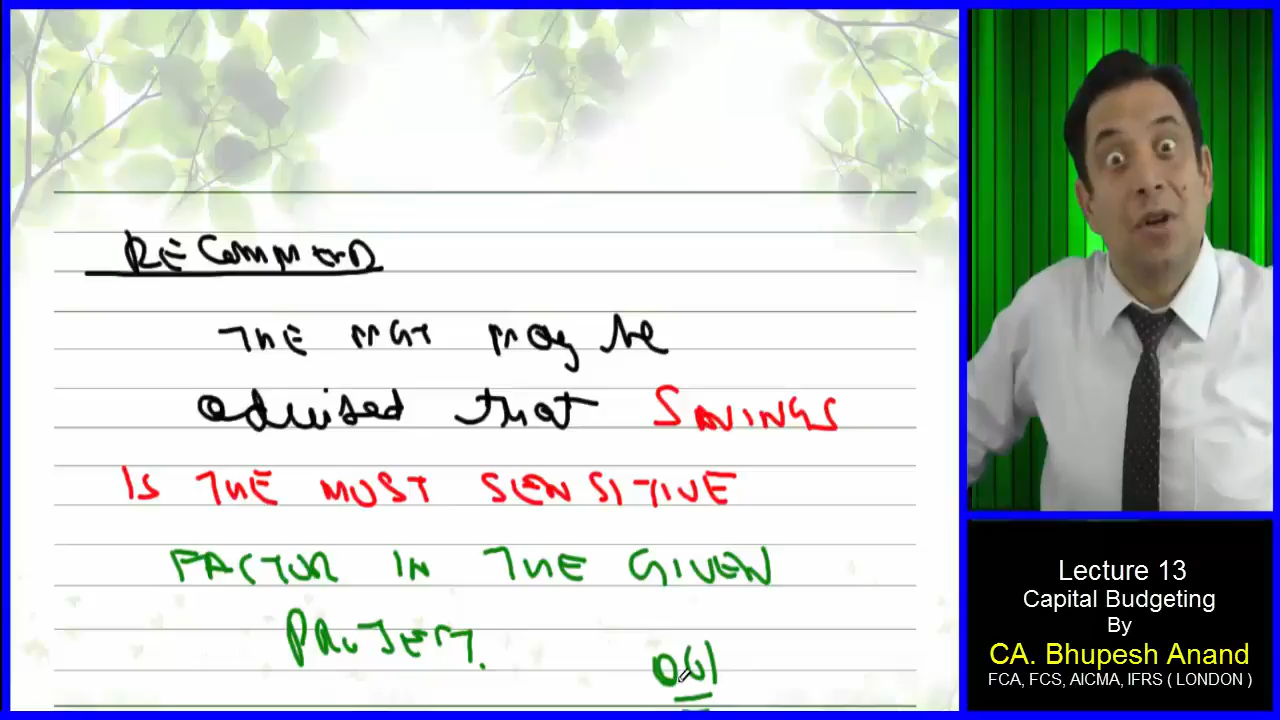 RECOMMEND
THE MGT may be
advised that SAVINGS
IS THE MOST SENSITIVE
FACTOR IN THE GIVEN
PROJECT.
Lecture 13
Capital Budgeting
By
CA. Bhupesh Anand
FCA, FCS, AICMA, IFRS ( LONDON )